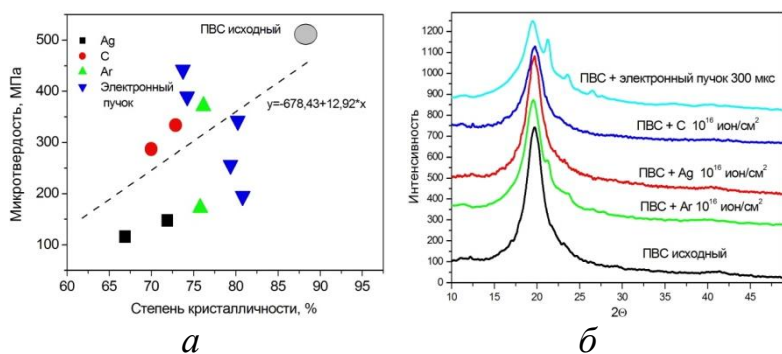 ПВС исходный
Ag
C
Ar
Электронный
пучок
y=-678,43+12,92*x
Микротвердость, МПа
500
400
300
200
100
60 65 70 75 80 85 90 95
Степень кристалличности, %
а
ПВС + электронный пучок 300 мкс
ПВС + C 10¹⁶ ион/см²
ПВС + Ag 10¹⁶ ион/см²
ПВС + Ar 10¹⁶ ион/см²
ПВС исходный
Интенсивность
1200
1100
1000
900
800
700
600
500
400
300
200
100
0
10 15 20 25 30 35 40 45
2Θ
б